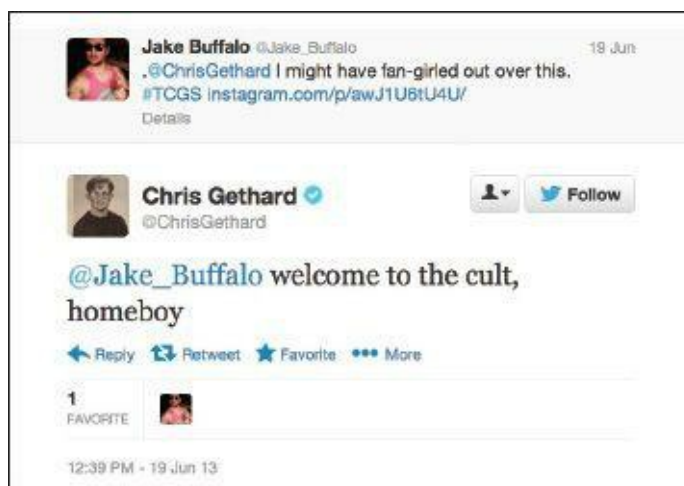 Jake Buffalo @Jake_Buffalo 19 Jun
.@ChrisGethard I might have fan-girled out over this.
#TCGS instagram.com/p/awJ1U6tU4U/
Details
Chris Gethard
@ChrisGethard
Follow
@Jake_Buffalo welcome to the cult,
homeboy
Reply Retweet Favorite More
1
FAVORITE
12:39 PM - 19 Jun 13